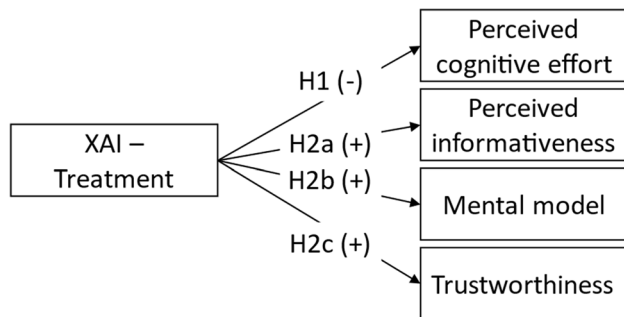 Perceived
cognitive effort
H1 (-)
Perceived
informativeness
H2a (+)
XAI –
Treatment
H2b (+)
Mental model
H2c (+)
Trustworthiness